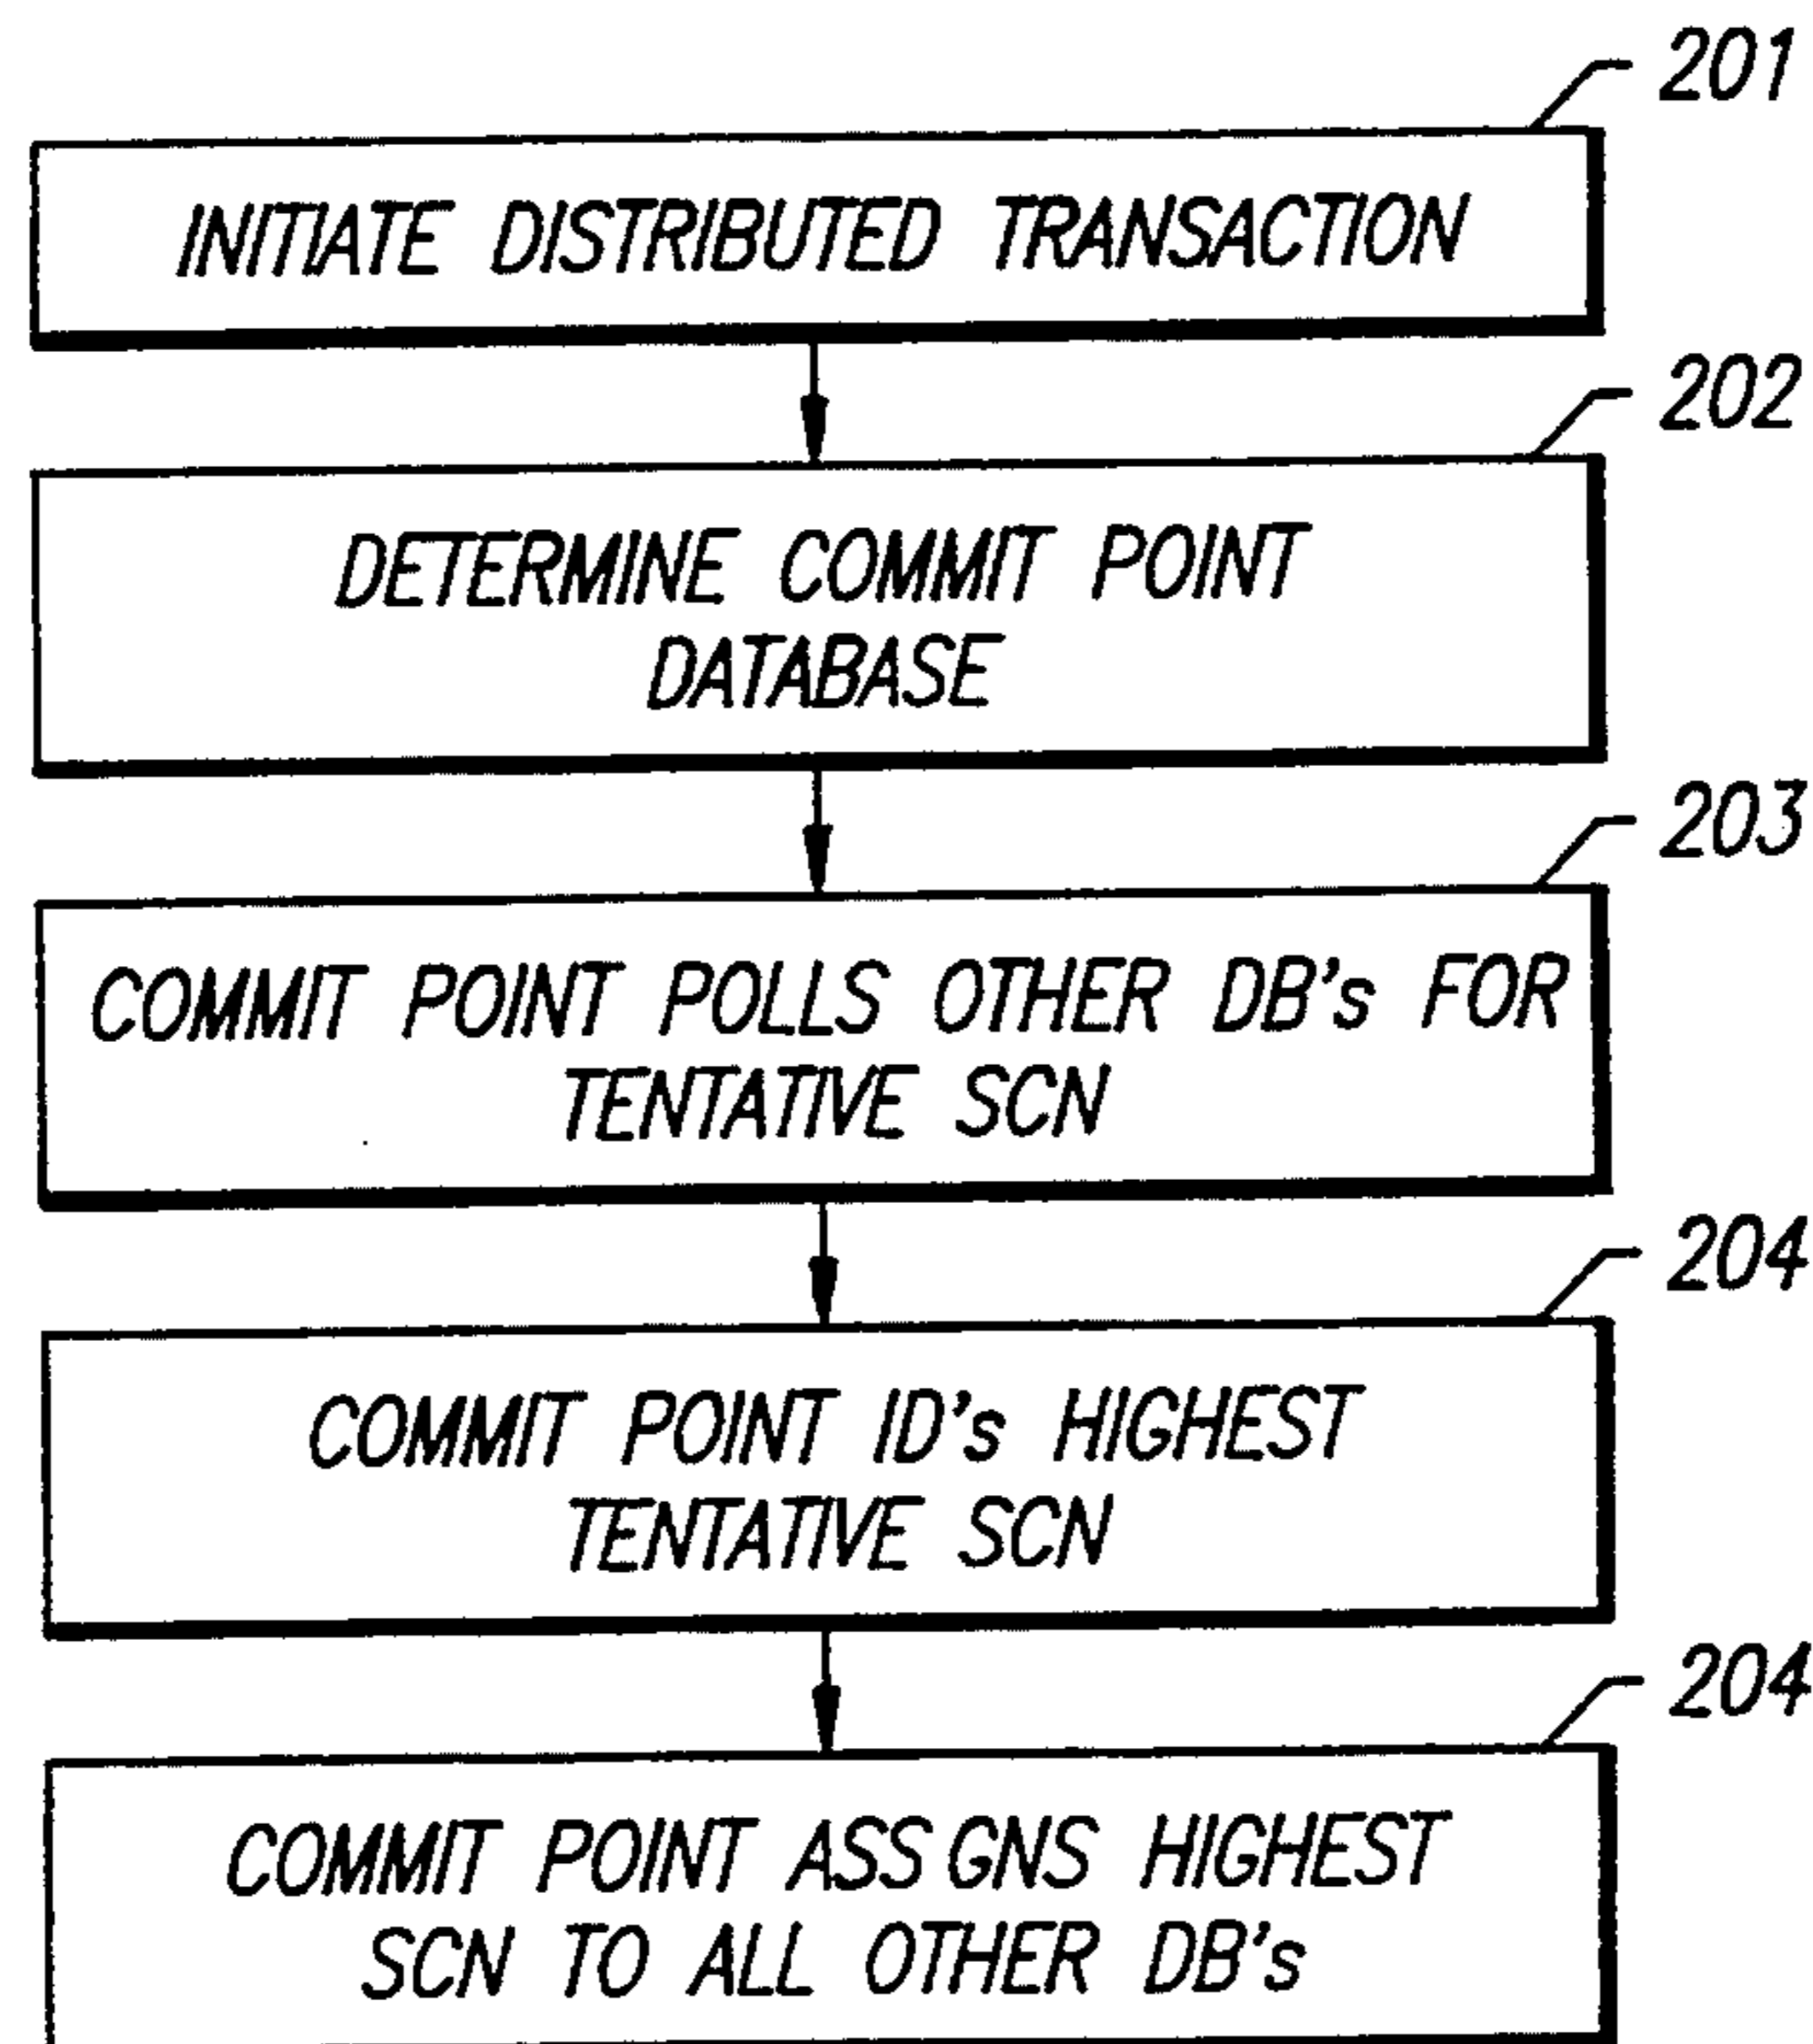 201
INITIATE DISTRIBUTED TRANSACTION
202
DETERMINE COMMIT POINT
DATABASE
203
COMMIT POINT POLLS OTHER DB's FOR
TENTATIVE SCN
204
COMMIT POINT ID's HIGHEST
TENTATIVE SCN
204
COMMIT POINT ASS GNS HIGHEST
SCN TO ALL OTHER DB's